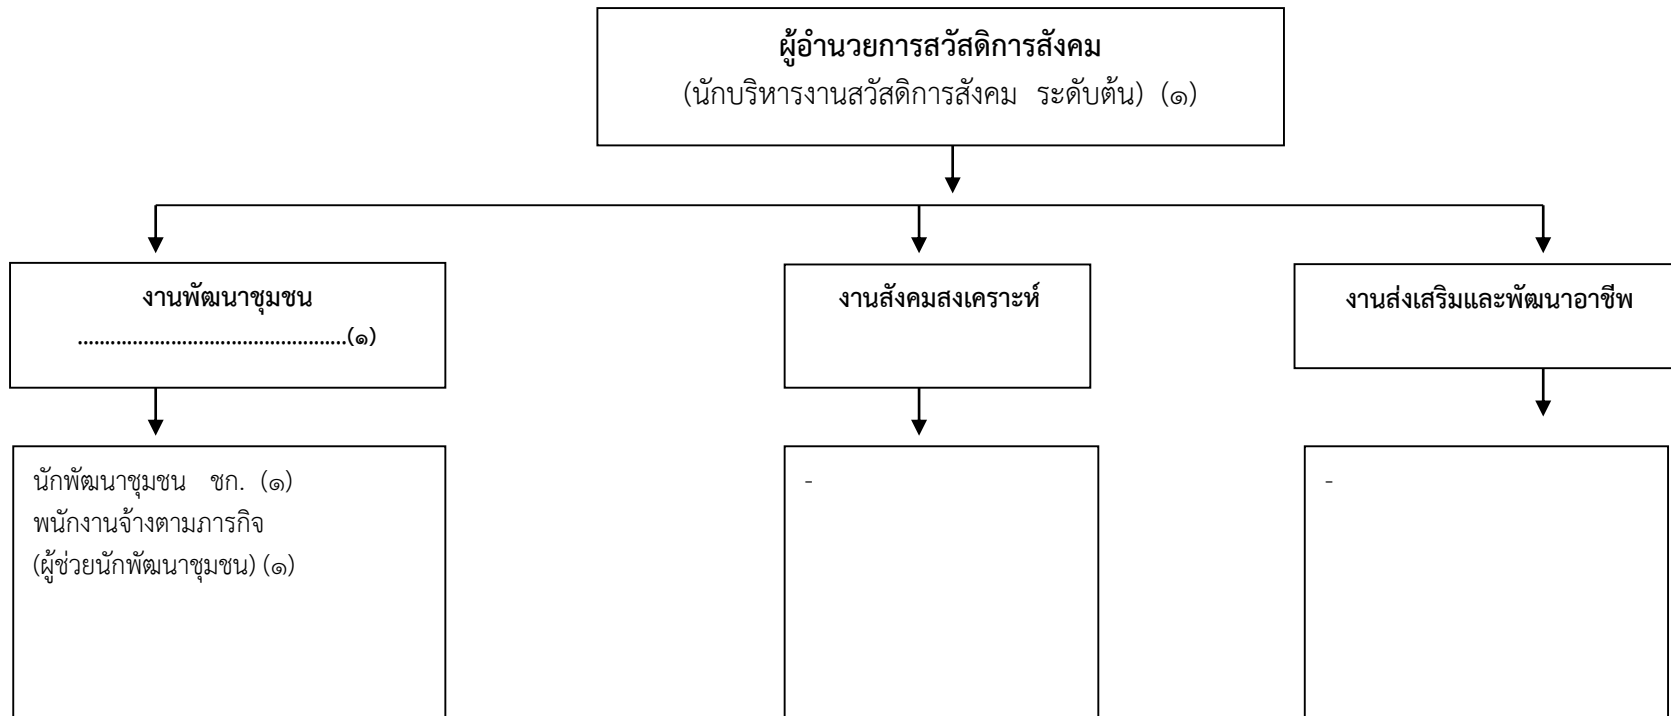 ผู้อำนวยการสวัสดิการสังคม
(นักบริหารงานสวัสดิการสังคม ระดับต้น) (๑)
งานพัฒนาชุมชน
.................................................(๑)
งานสังคมสงเคราะห์
งานส่งเสริมและพัฒนาอาชีพ
นักพัฒนาชุมชน ชก. (๑)
พนักงานจ้างตามภารกิจ
(ผู้ช่วยนักพัฒนาชุมชน) (๑)
-
-